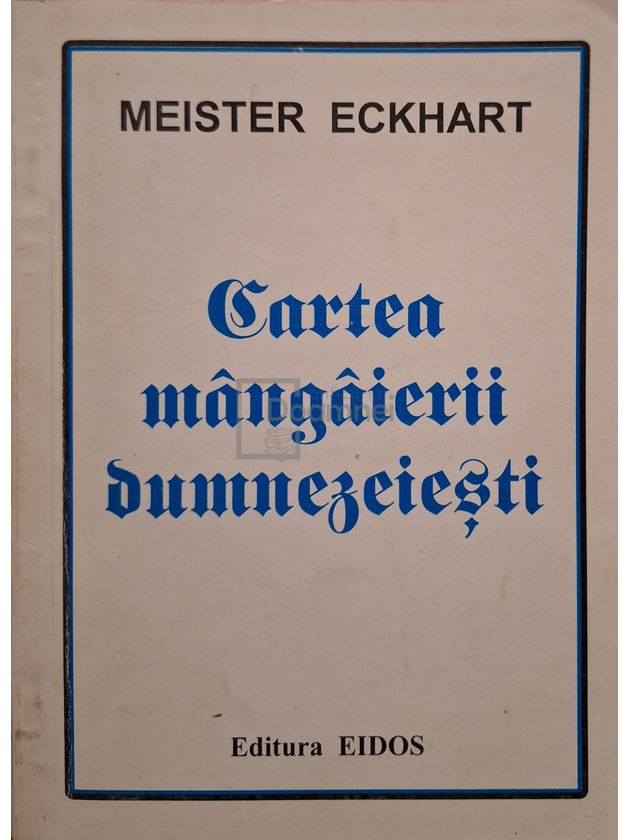 MEISTER ECKHART
Cartea
mângâierii
dumnezeiești
Editura EIDOS